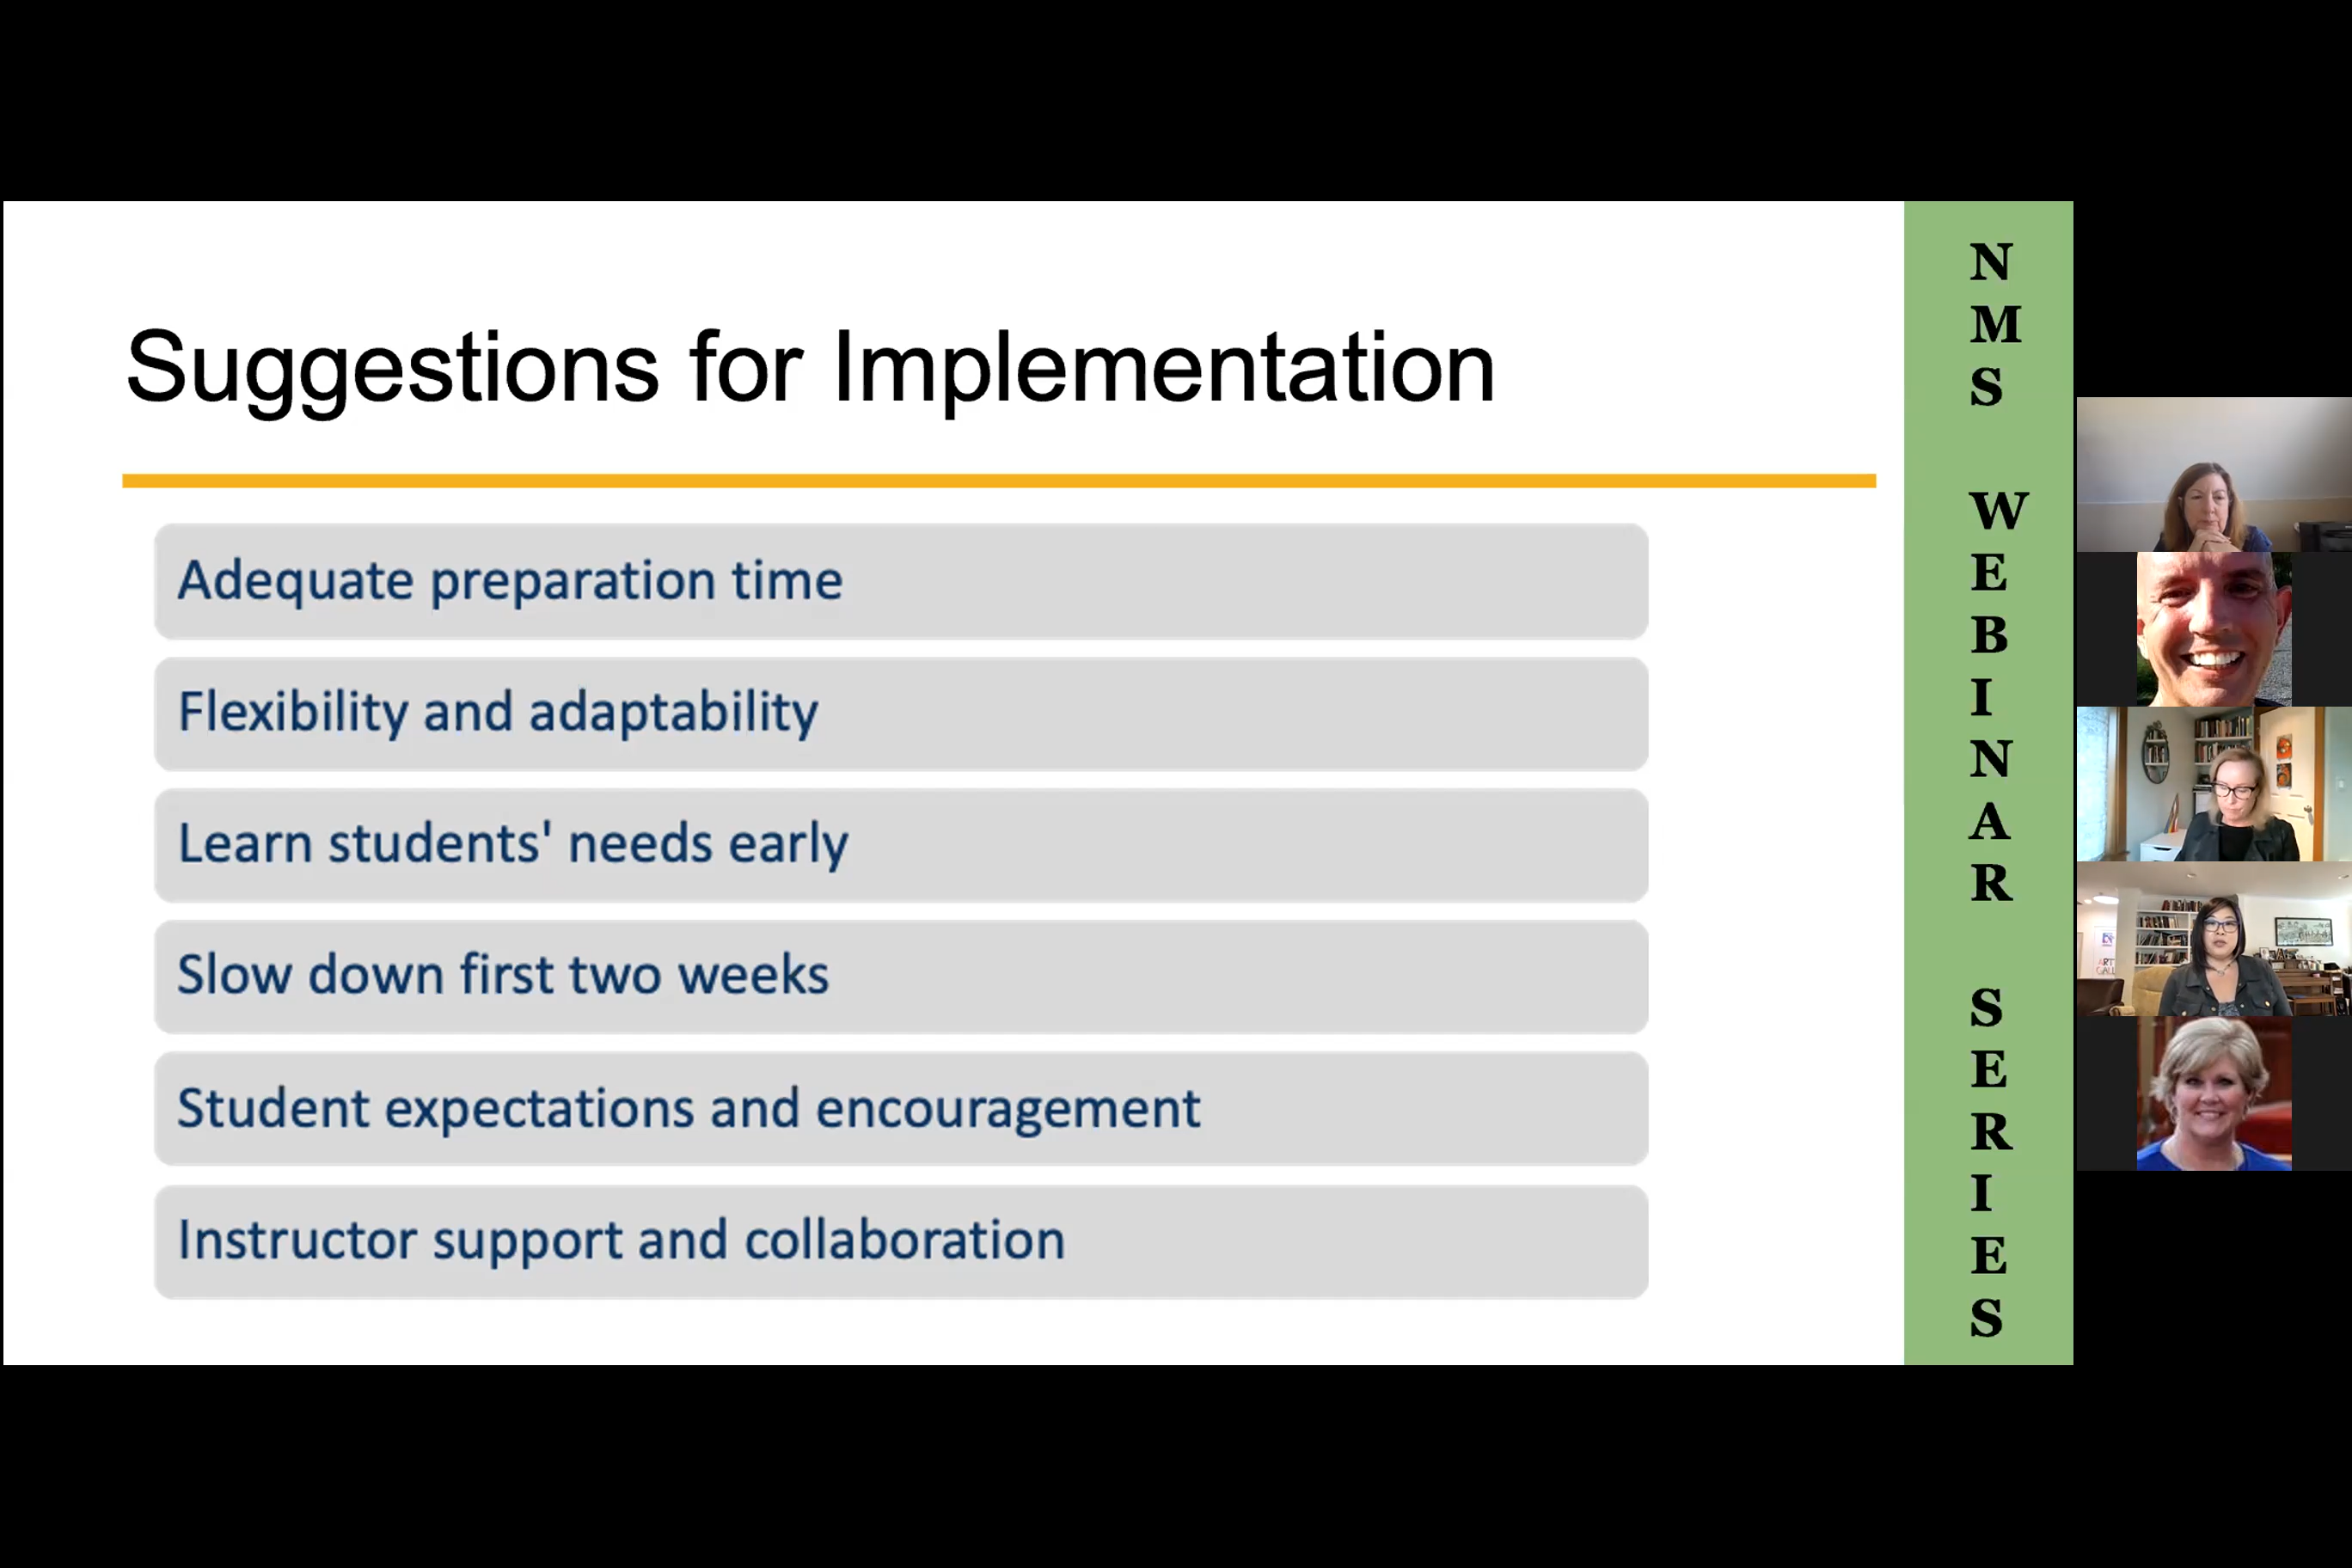 Suggestions for Implementation
Adequate preparation time
Flexibility and adaptability
Learn students' needs early
Slow down first two weeks
Student expectations and encouragement
Instructor support and collaboration
NMS WEBINAR SERIES
ART